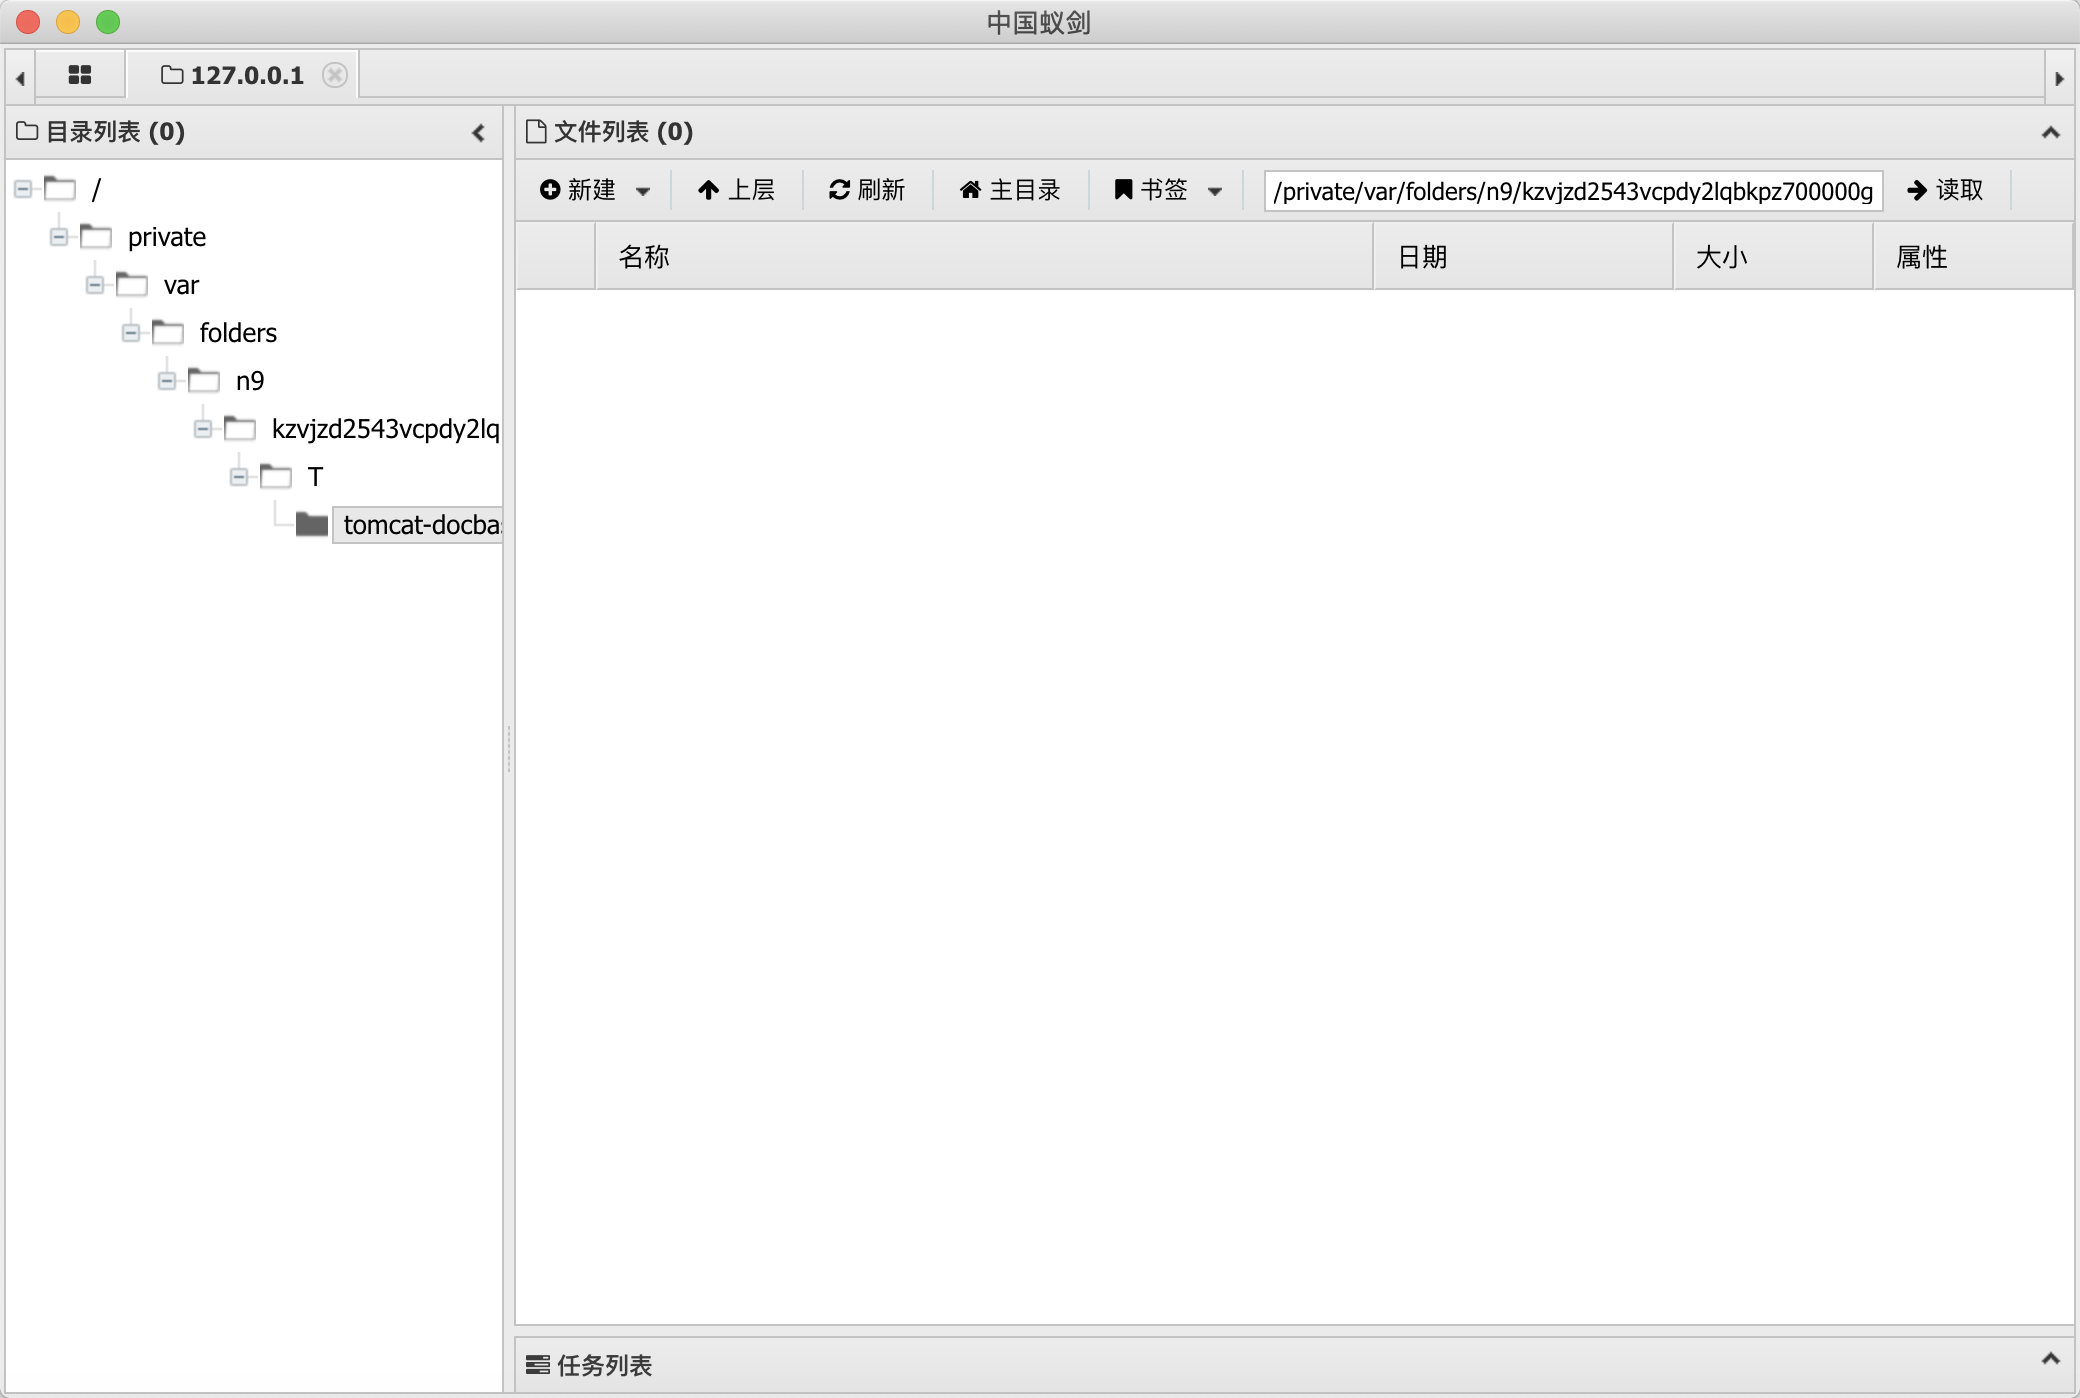 中国蚁剑
127.0.0.1
目录列表 (0)
/
private
var
folders
n9
kzvjzd2543vcpdy2lq
T
tomcat-docba
文件列表 (0)
新建 上层 刷新 主目录 书签 /private/var/folders/n9/kzvjzd2543vcpdy2lqbkpz700000g 读取
名称 日期 大小 属性
任务列表